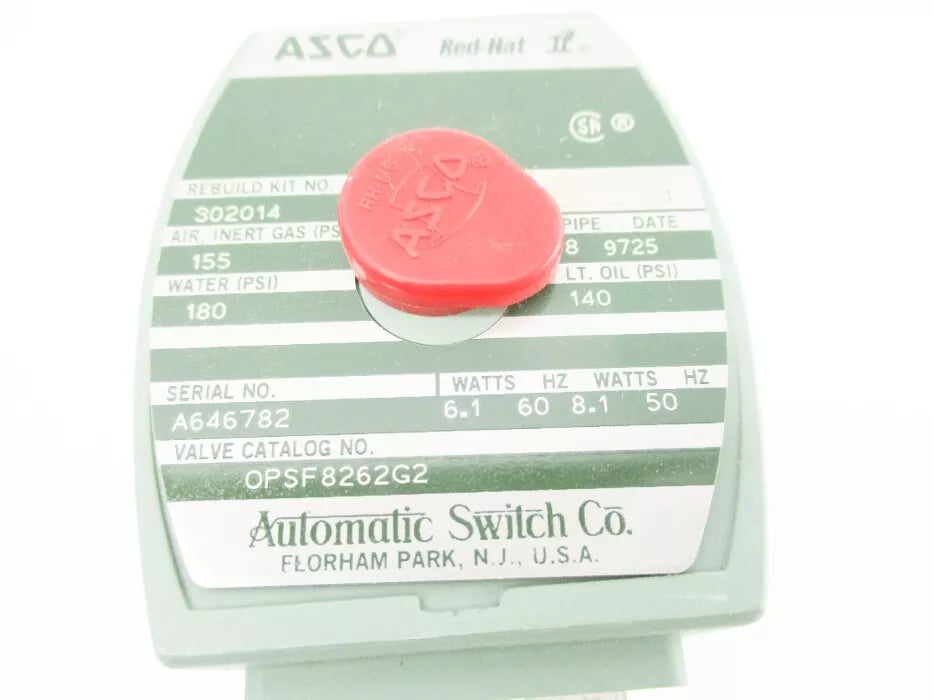 ASCO® Red-Hat II®
SA ®
REBUILD KIT NO.
302014
AIR, INERT GAS (PS PIPE DATE
155 8 9725
WATER (PSI) LT. OIL (PSI)
180 140
ASCO®
SERIAL NO. WATTS HZ WATTS HZ
A646782 6.1 60 8.1 50
VALVE CATALOG NO.
OPSF8262G2
Automatic Switch Co.
FLORHAM PARK, N.J., U.S.A.